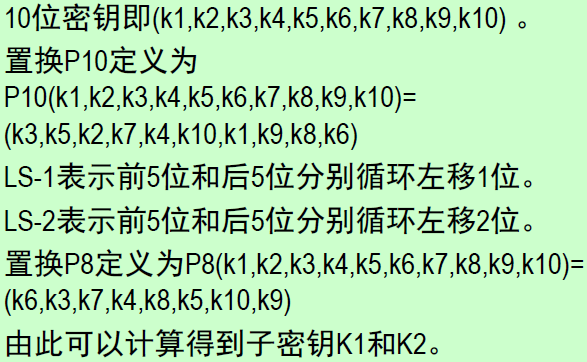 10位密钥即(k1,k2,k3,k4,k5,k6,k7,k8,k9,k10) 。
置换P10定义为
P10(k1,k2,k3,k4,k5,k6,k7,k8,k9,k10)=
(k3,k5,k2,k7,k4,k10,k1,k9,k8,k6)
LS-1表示前5位和后5位分别循环左移1位。
LS-2表示前5位和后5位分别循环左移2位。
置换P8定义为P8(k1,k2,k3,k4,k5,k6,k7,k8,k9,k10)=
(k6,k3,k7,k4,k8,k5,k10,k9)
由此可以计算得到子密钥K1和K2。